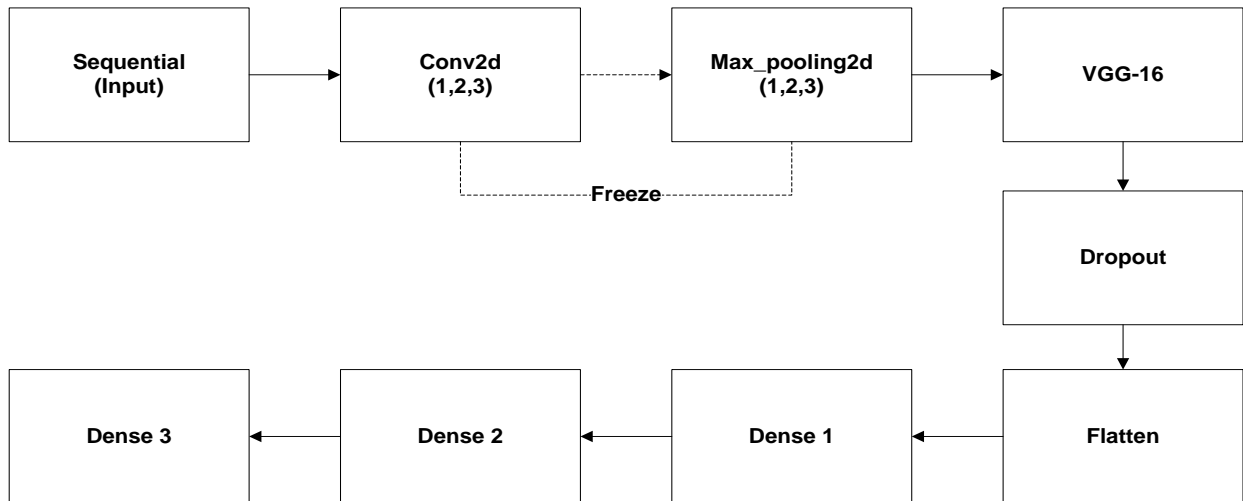 Sequential
(Input)
Conv2d
(1,2,3)
Max_pooling2d
(1,2,3)
VGG-16
Freeze
Dropout
Flatten
Dense 1
Dense 2
Dense 3